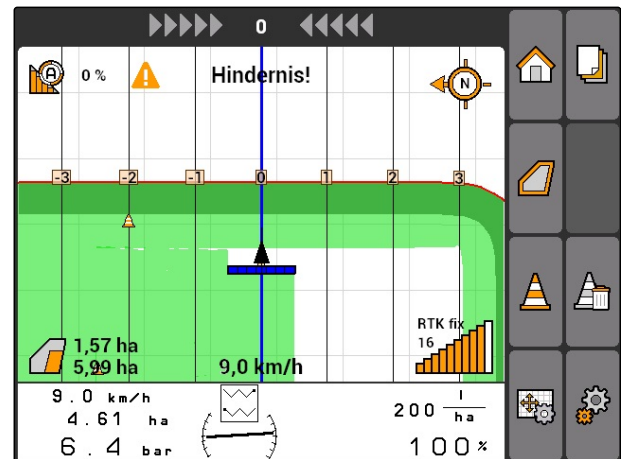 0
A 0 % Hindernis! N
-3 -2 -1 0 1 2 3
RTK fix
16
1,57 ha
5,99 ha 9,0 km/h
9.0 km/h
4.61 ha
6.4 bar
200 l/ha
100%